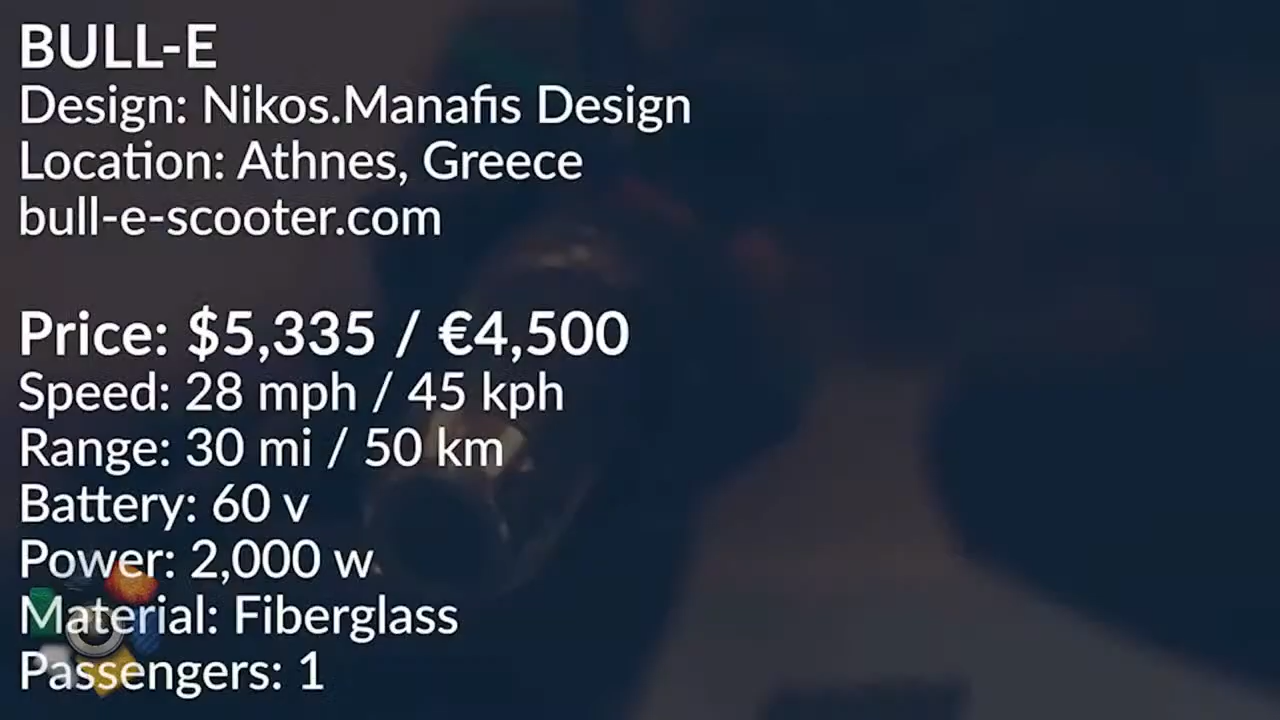 BULL-E
Design: Nikos.Manafis Design
Location: Athnes, Greece
bull-e-scooter.com
Price: $5,335 / €4,500
Speed: 28 mph / 45 kph
Range: 30 mi / 50 km
Battery: 60 v
Power: 2,000 w
Material: Fiberglass
Passengers: 1